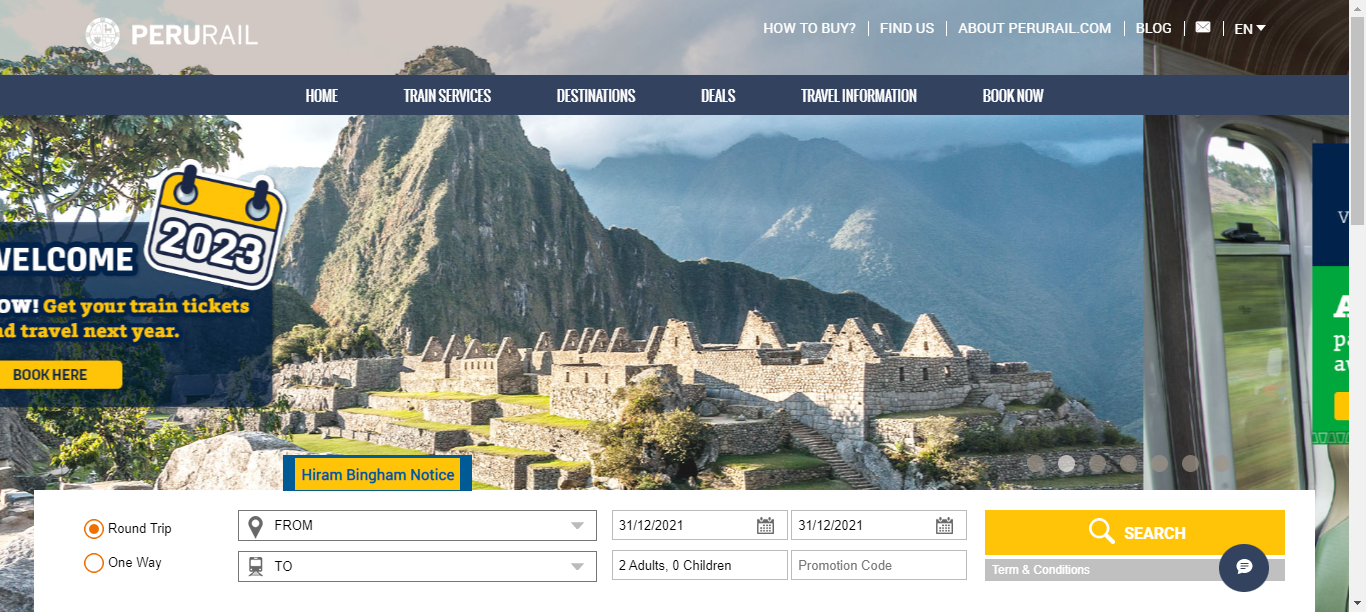 PERURAIL
HOW TO BUY?
FIND US
ABOUT PERURAIL.COM
BLOG
EN
HOME
TRAIN SERVICES
DESTINATIONS
DEALS
TRAVEL INFORMATION
BOOK NOW
2023
WELCOME
OW! Get your train tickets
nd travel next year.
BOOK HERE
Hiram Bingham Notice
Round Trip
One Way
FROM
TO
31/12/2021
31/12/2021
2 Adults, 0 Children
Promotion Code
SEARCH
Term & Conditions